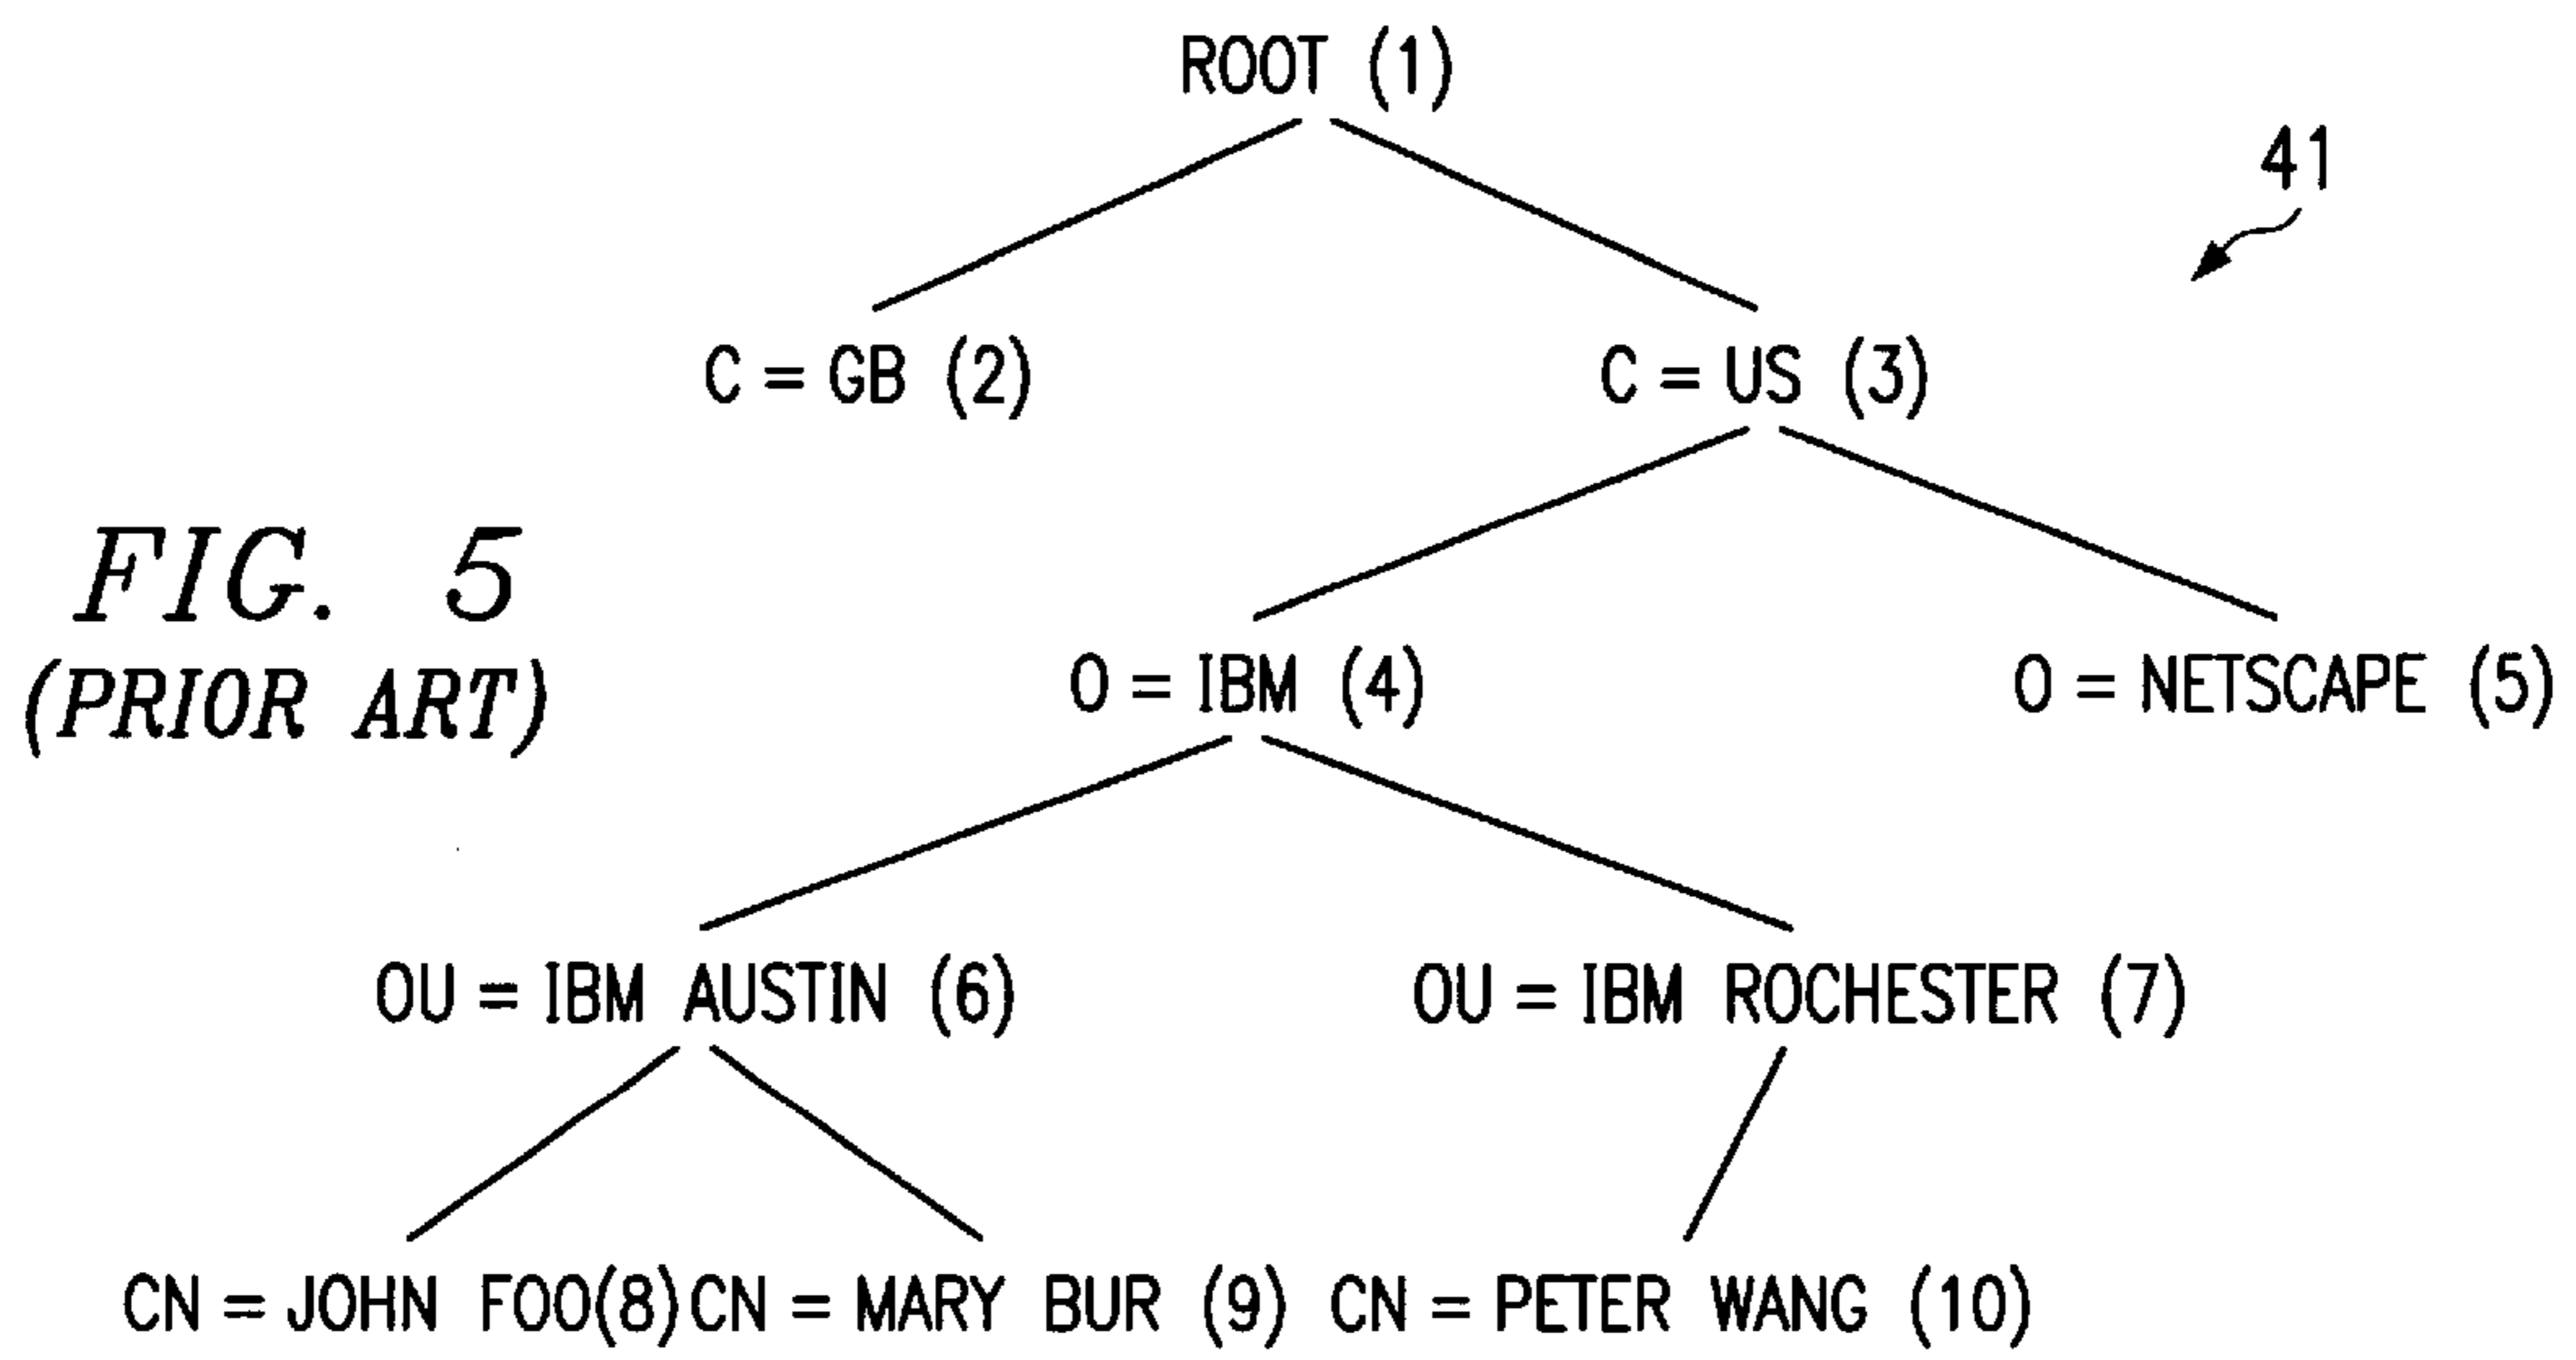 ROOT (1)
41
C = GB (2)
C = US (3)
FIG. 5
(PRIOR ART)
O = IBM (4)
O = NETSCAPE (5)
OU = IBM AUSTIN (6)
OU = IBM ROCHESTER (7)
CN = JOHN FOO(8)
CN = MARY BUR (9)
CN = PETER WANG (10)